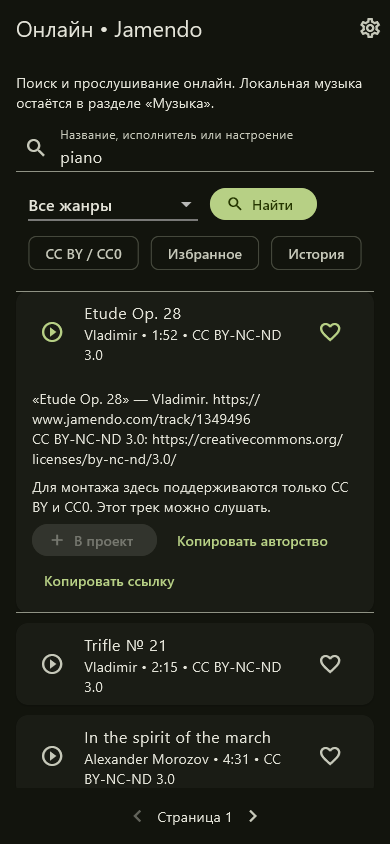 Онлайн • Jamendo
Поиск и прослушивание онлайн. Локальная музыка
остаётся в разделе «Музыка».
Название, исполнитель или настроение
piano
Все жанры
Найти
CC BY / CC0
Избранное
История
Etude Op. 28
Vladimir • 1:52 • CC BY-NC-ND
3.0
«Etude Op. 28» — Vladimir. https://
www.jamendo.com/track/1349496
CC BY-NC-ND 3.0: https://creativecommons.org/
licenses/by-nc-nd/3.0/
Для монтажа здесь поддерживаются только CC
BY и CC0. Этот трек можно слушать.
В проект
Копировать авторство
Копировать ссылку
Trifle № 21
Vladimir • 2:15 • CC BY-NC-ND
3.0
In the spirit of the march
Alexander Morozov • 4:31 • CC
BY-NC-ND 3.0
Страница 1